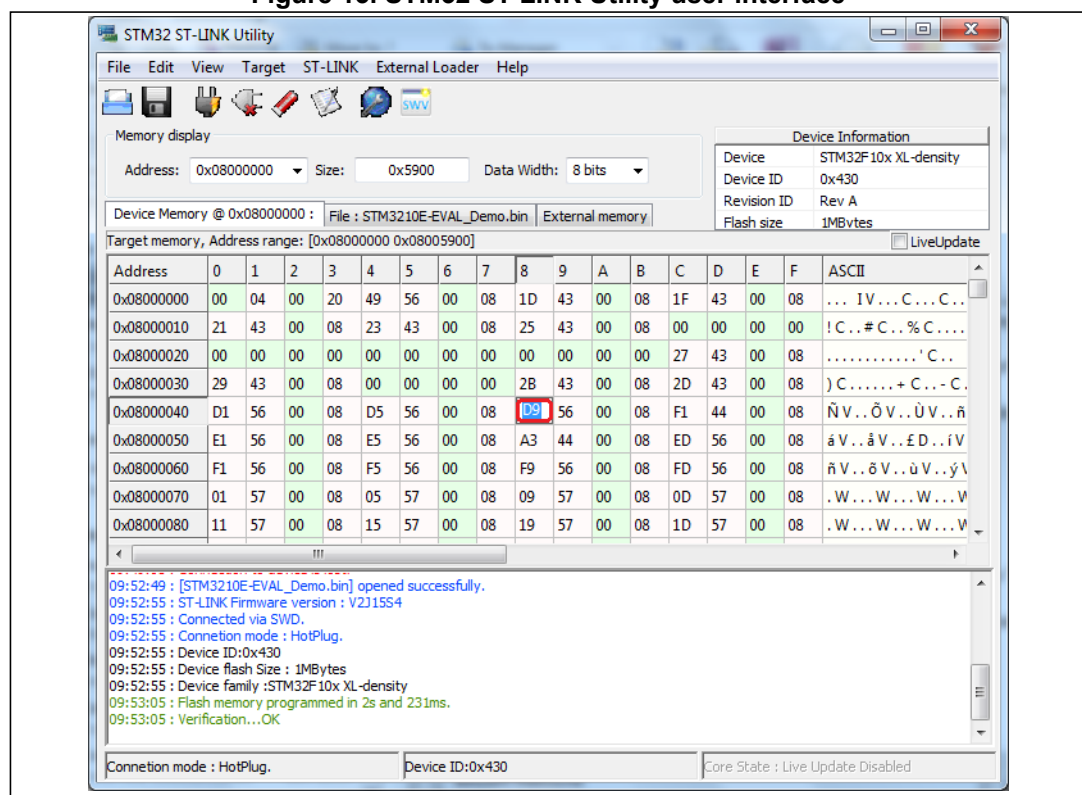 STM32 ST-LINK Utility
File Edit View Target ST-LINK External Loader Help
SWV
Memory display
Address: 0x08000000 Size: 0x5900 Data Width: 8 bits
Device Information
Device STM32F10x XL-density
Device ID 0x430
Revision ID Rev A
Flash size 1MBytes
Device Memory @ 0x08000000 : File : STM3210E-EVAL_Demo.bin External memory
Target memory, Address range: [0x08000000 0x08005900] LiveUpdate
Address 0 1 2 3 4 5 6 7 8 9 A B C D E F ASCII
0x08000000 00 04 00 20 49 56 00 08 1D 43 00 08 1F 43 00 08 ... IV...C...C..
0x08000010 21 43 00 08 23 43 00 08 25 43 00 08 00 00 00 00 !C..#C..%C....
0x08000020 00 00 00 00 00 00 00 00 00 00 00 00 27 43 00 08 ............'C..
0x08000030 29 43 00 08 00 00 00 00 2B 43 00 08 2D 43 00 08 )C......+C..-C.
0x08000040 D1 56 00 08 D5 56 00 08 D9 56 00 08 F1 44 00 08 ÑV..ÕV..ÙV..ñ
0x08000050 E1 56 00 08 E5 56 00 08 A3 44 00 08 ED 56 00 08 áV..åV..£D..íV
0x08000060 F1 56 00 08 F5 56 00 08 F9 56 00 08 FD 56 00 08 ñV..õV..ùV..ý
0x08000070 01 57 00 08 05 57 00 08 09 57 00 08 0D 57 00 08 .W...W...W...W
0x08000080 11 57 00 08 15 57 00 08 19 57 00 08 1D 57 00 08 .W...W...W...W
09:52:49 : [STM3210E-EVAL_Demo.bin] opened successfully.
09:52:55 : ST-LINK Firmware version : V2J15S4
09:52:55 : Connected via SWD.
09:52:55 : Connetion mode : HotPlug.
09:52:55 : Device ID:0x430
09:52:55 : Device flash Size : 1MBytes
09:52:55 : Device family :STM32F10x XL-density
09:53:05 : Flash memory programmed in 2s and 231ms.
09:53:05 : Verification...OK
Connetion mode : HotPlug. Device ID:0x430 Core State : Live Update Disabled